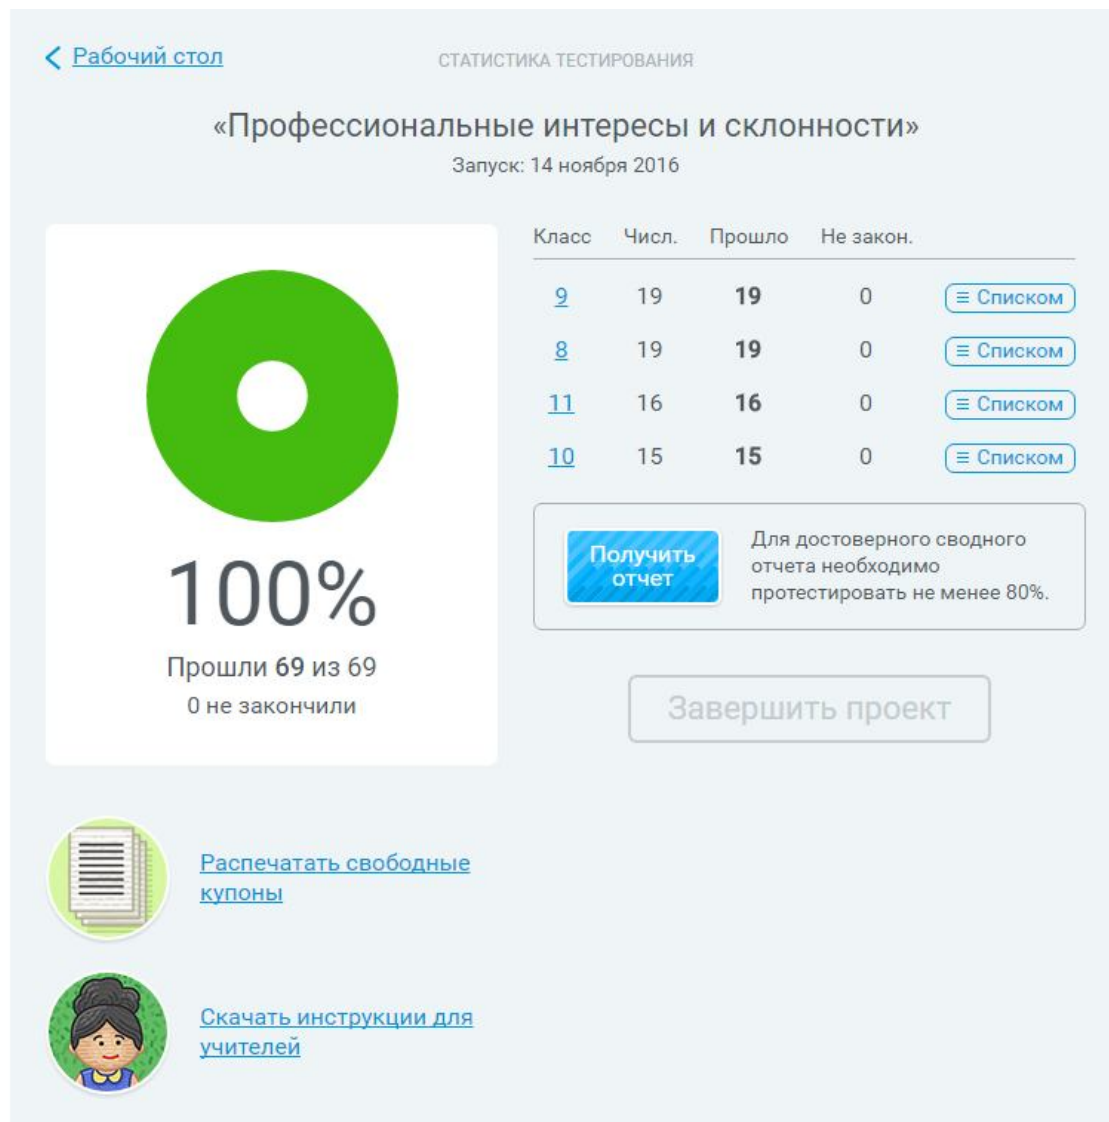 Рабочий стол
СТАТИСТИКА ТЕСТИРОВАНИЯ
«Профессиональные интересы и склонности»
Запуск: 14 ноября 2016
Класс Числ. Прошло Не закон.
9 19 19 0 Списком
8 19 19 0 Списком
11 16 16 0 Списком
10 15 15 0 Списком
100%
Прошли 69 из 69
0 не закончили
Получить
отчет
Для достоверного сводного
отчета необходимо
протестировать не менее 80%.
Завершить проект
Распечатать свободные
купоны
Скачать инструкции для
учителей